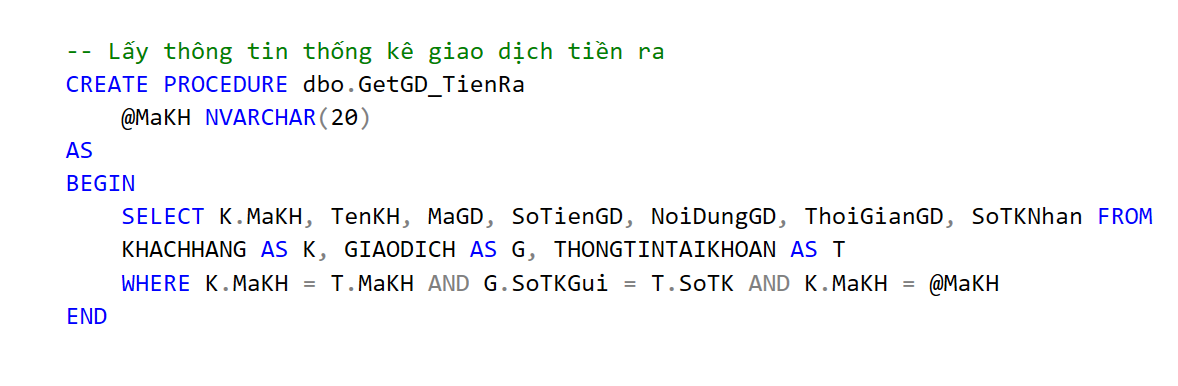 -- Lấy thông tin thống kê giao dịch tiền ra
CREATE PROCEDURE dbo.GetGD_TienRa
    @MaKH NVARCHAR(20)
AS
BEGIN
    SELECT K.MaKH, TenKH, MaGD, SoTienGD, NoiDungGD, ThoiGianGD, SoTKNhan FROM
    KHACHHANG AS K, GIAODICH AS G, THONGTINTAIKHOAN AS T
    WHERE K.MaKH = T.MaKH AND G.SoTKGui = T.SoTK AND K.MaKH = @MaKH
END